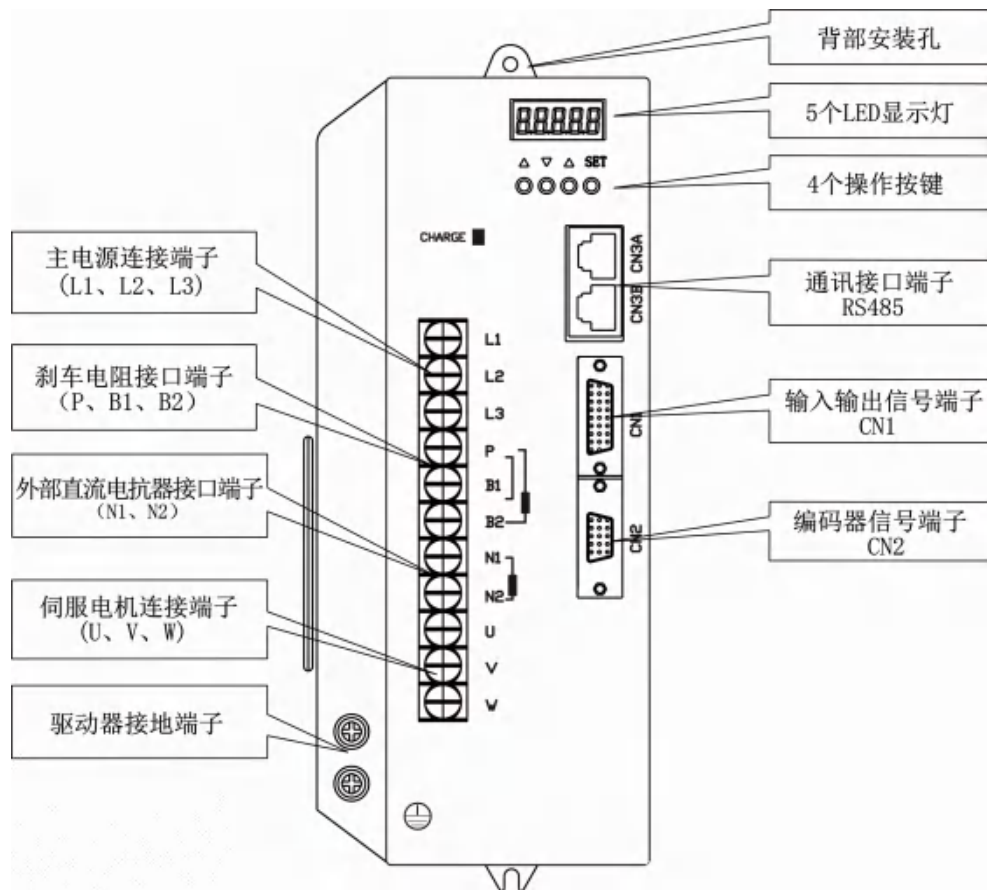 背部安装孔
5个LED显示灯
88888
SET
4个操作按键
CHARGE
CN3A
CN3B
通讯接口端子
RS485
主电源连接端子
(L1、L2、L3)
L1
L2
L3
刹车电阻接口端子
(P、B1、B2)
P
B1
B2
CN1
输入输出信号端子
CN1
外部直流电抗器接口端子
(N1、N2)
N1
N2
CN2
编码器信号端子
CN2
伺服电机连接端子
(U、V、W)
U
V
W
驱动器接地端子